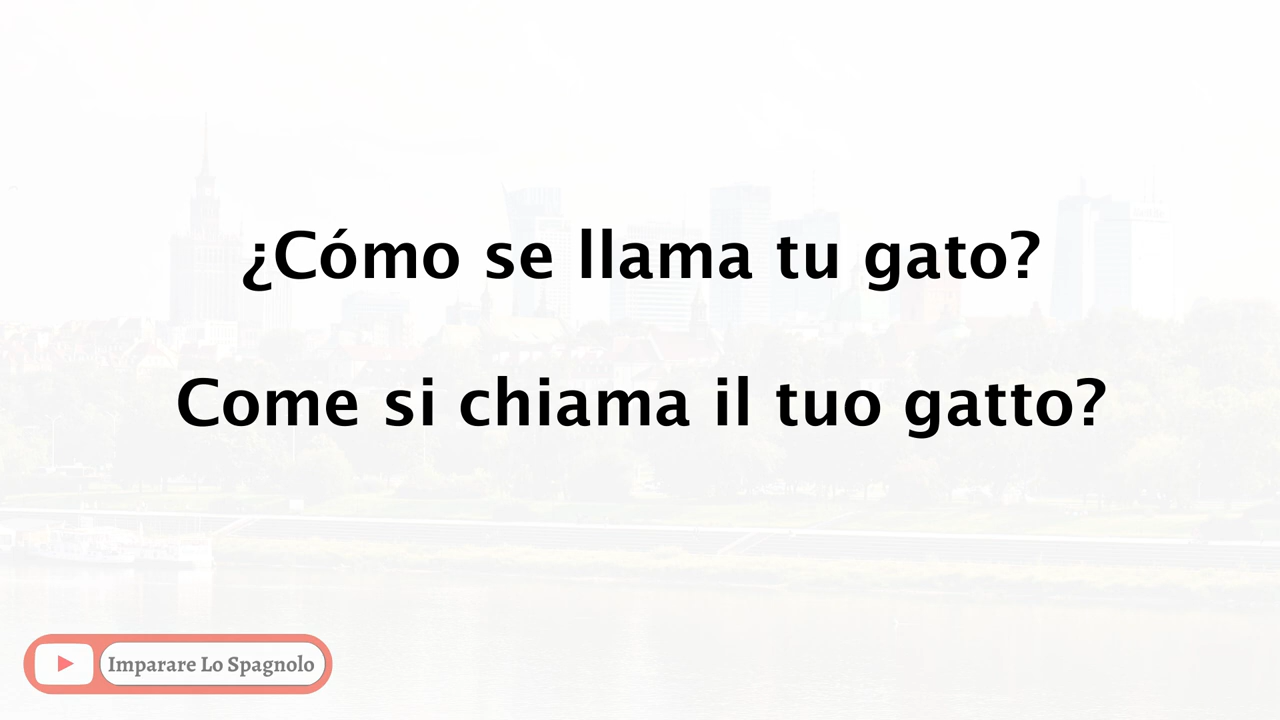 ¿Cómo se llama tu gato?
Come si chiama il tuo gatto?
Imparare Lo Spagnolo